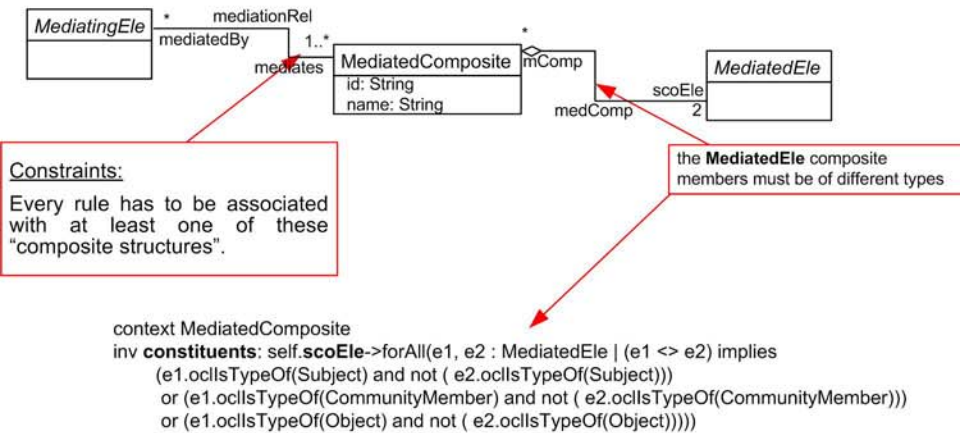 MediatingEle
*
mediationRel
mediatedBy
1..*
mediates
MediatedComposite
id: String
name: String
*
mComp
medComp
scoEle
2
MediatedEle
Constraints:
Every rule has to be associated
with at least one of these
“composite structures”.
the MediatedEle composite
members must be of different types
context MediatedComposite
inv constituents: self.scoEle->forAll(e1, e2 : MediatedEle | (e1 <> e2) implies
(e1.oclIsTypeOf(Subject) and not ( e2.oclIsTypeOf(Subject)))
or (e1.oclIsTypeOf(CommunityMember) and not ( e2.oclIsTypeOf(CommunityMember)))
or (e1.oclIsTypeOf(Object) and not ( e2.oclIsTypeOf(Object)))))